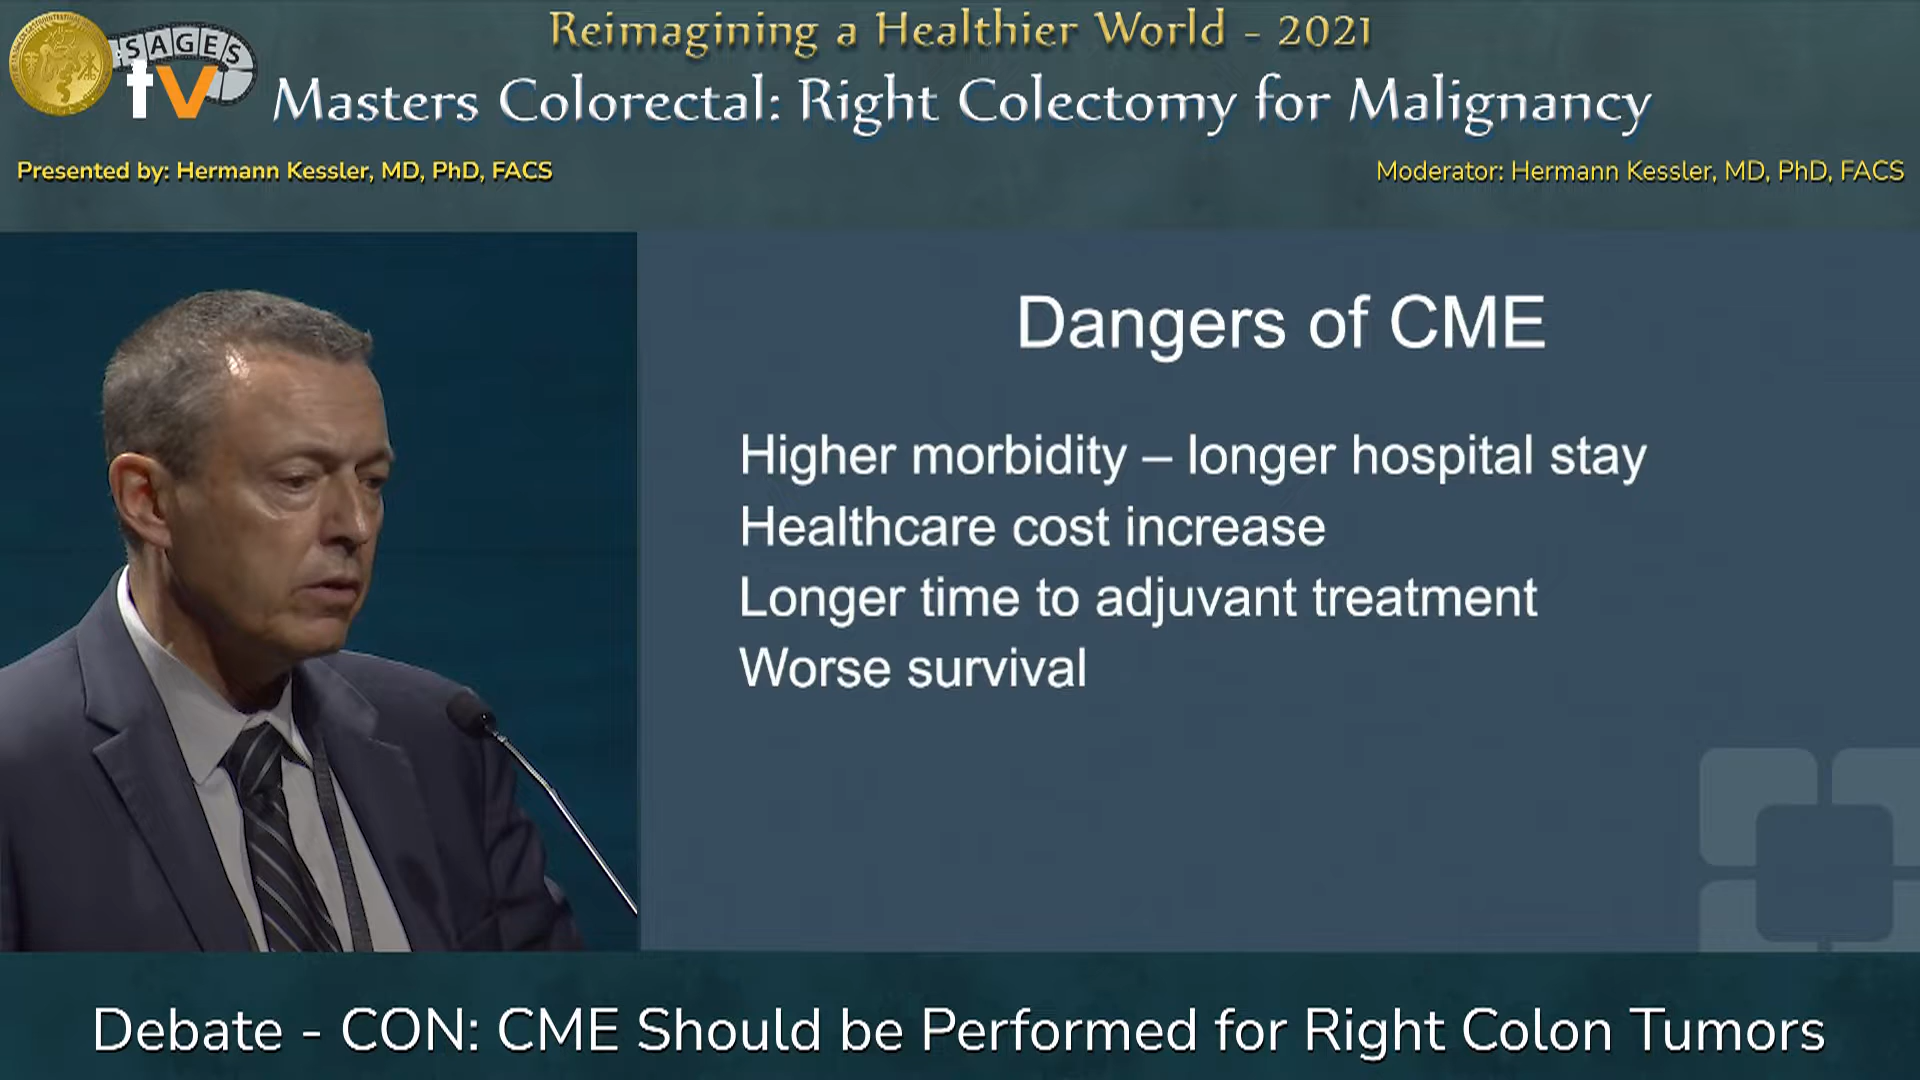 Reimagining a Healthier World - 2021
SAGES
tv
Masters Colorectal: Right Colectomy for Malignancy
Presented by: Hermann Kessler, MD, PhD, FACS
Moderator: Hermann Kessler, MD, PhD, FACS
Dangers of CME
Higher morbidity – longer hospital stay
Healthcare cost increase
Longer time to adjuvant treatment
Worse survival
Debate - CON: CME Should be Performed for Right Colon Tumors